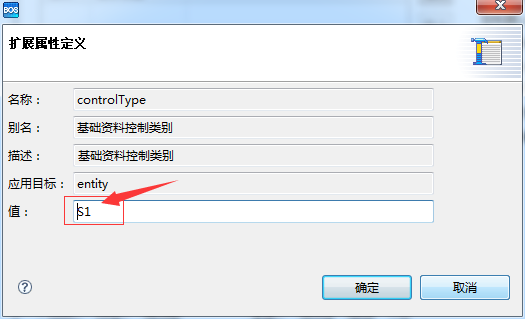 BOS
扩展属性定义
名称： controlType
别名： 基础资料控制类别
描述： 基础资料控制类别
应用目标： entity
值： S1
? 确定 取消